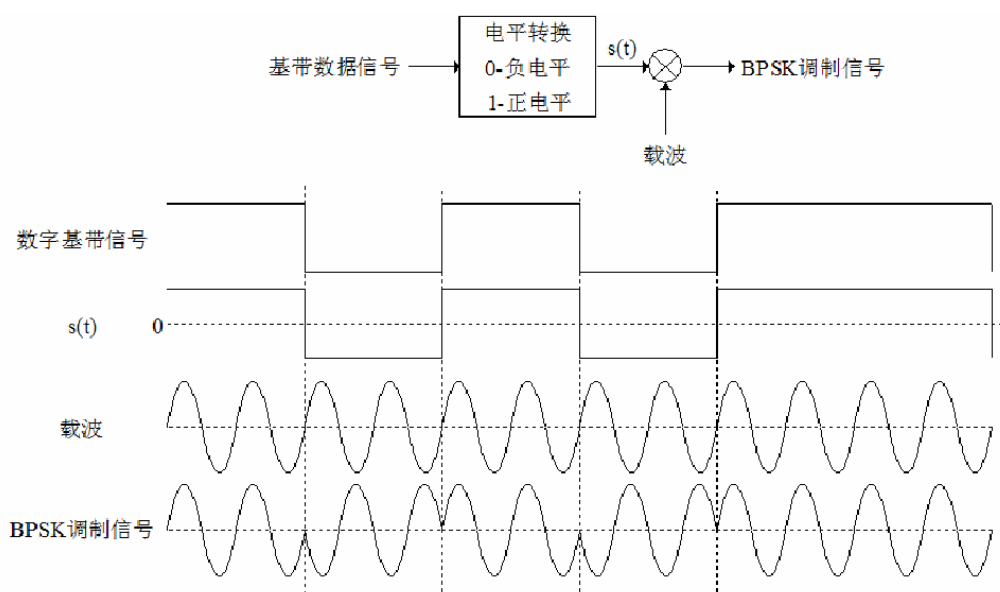 电平转换
基带数据信号
0-负电平
s(t)
BPSK调制信号
1-正电平
载波
数字基带信号
s(t)
0
载波
BPSK调制信号